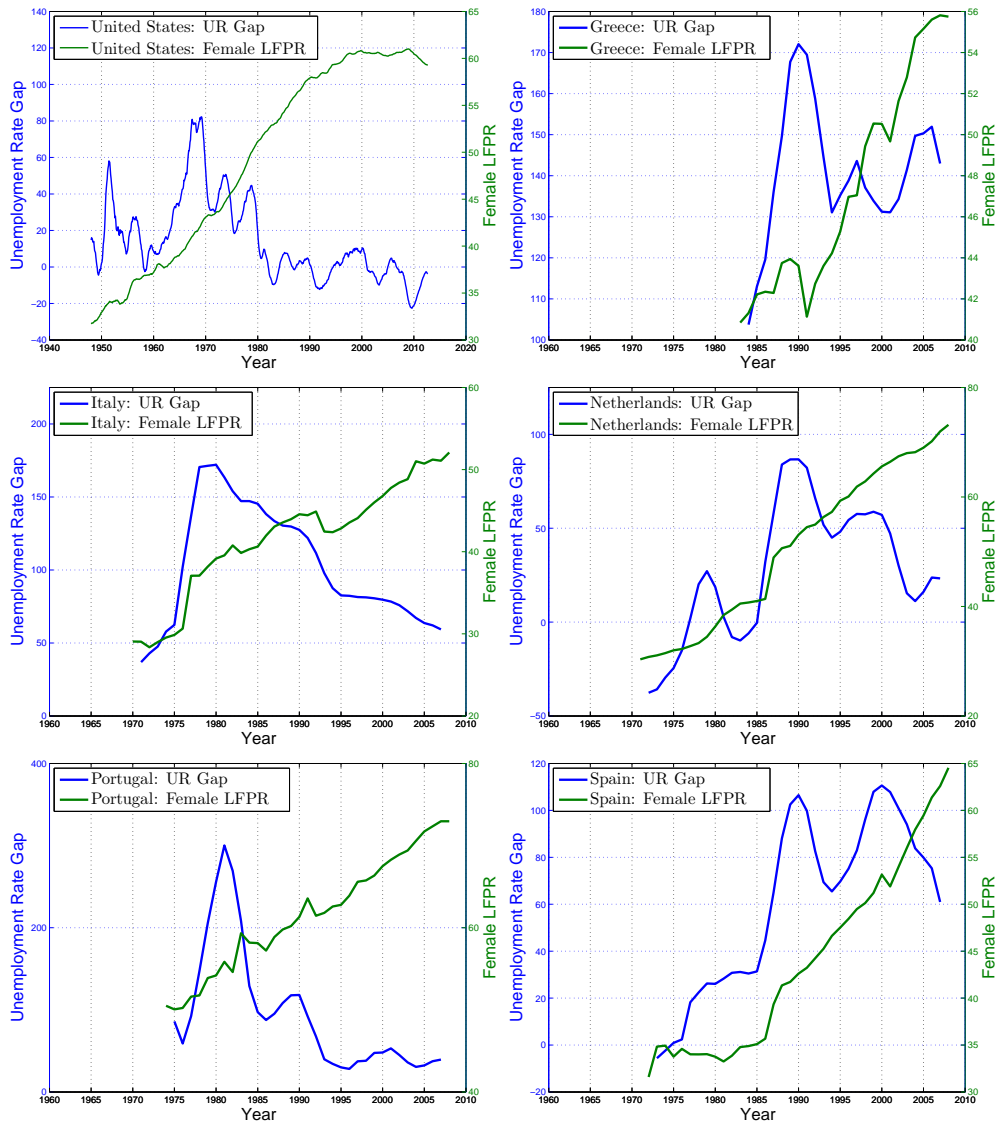 United States: UR Gap
United States: Female LFPR
Unemployment Rate Gap
140
120
100
80
60
40
20
0
−20
−40
Female LFPR
65
60
55
50
45
40
35
30
1940 1950 1960 1970 1980 1990 2000 2010 2020
Year
Greece: UR Gap
Greece: Female LFPR
Unemployment Rate Gap
180
170
160
150
140
130
120
110
100
Female LFPR
56
54
52
50
48
46
44
42
40
1960 1965 1970 1975 1980 1985 1990 1995 2000 2005 2010
Year
Italy: UR Gap
Italy: Female LFPR
Unemployment Rate Gap
200
150
100
50
0
Female LFPR
60
50
40
30
20
1960 1965 1970 1975 1980 1985 1990 1995 2000 2005 2010
Year
Netherlands: UR Gap
Netherlands: Female LFPR
Unemployment Rate Gap
100
50
0
−50
Female LFPR
80
60
40
20
1960 1965 1970 1975 1980 1985 1990 1995 2000 2005 2010
Year
Portugal: UR Gap
Portugal: Female LFPR
Unemployment Rate Gap
400
200
0
Female LFPR
80
60
40
1960 1965 1970 1975 1980 1985 1990 1995 2000 2005 2010
Year
Spain: UR Gap
Spain: Female LFPR
Unemployment Rate Gap
120
100
80
60
40
20
0
−20
Female LFPR
65
60
55
50
45
40
35
30
1960 1965 1970 1975 1980 1985 1990 1995 2000 2005 2010
Year